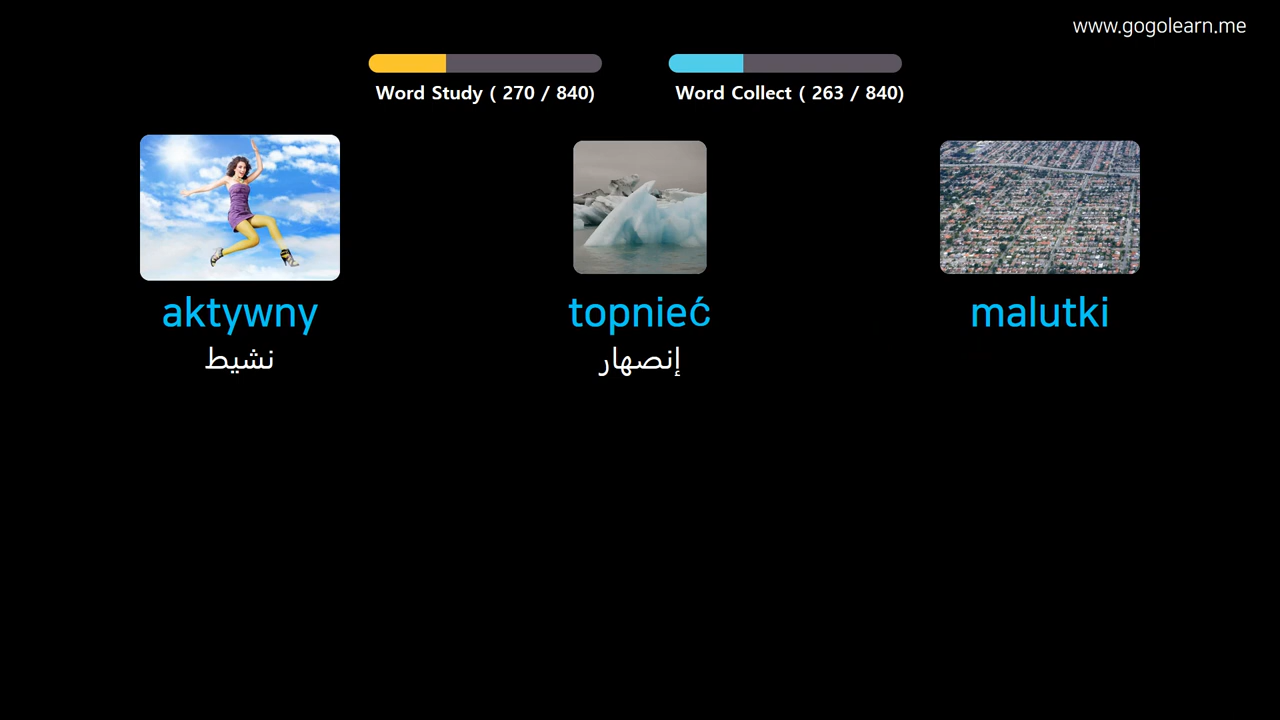 www.gogolearn.me
Word Study ( 270 / 840)
Word Collect ( 263 / 840)
aktywny
نشيط
topnieć
إنصهار
malutki